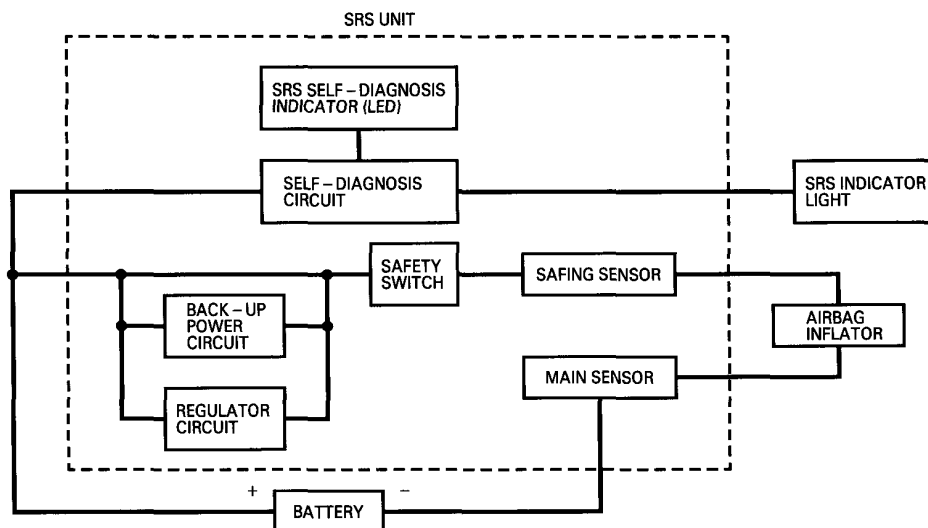 SRS UNIT
SRS SELF – DIAGNOSIS
INDICATOR (LED)
SELF – DIAGNOSIS
CIRCUIT
SRS INDICATOR
LIGHT
SAFETY
SWITCH
SAFING SENSOR
BACK – UP
POWER
CIRCUIT
AIRBAG
INFLATOR
MAIN SENSOR
REGULATOR
CIRCUIT
+
–
BATTERY